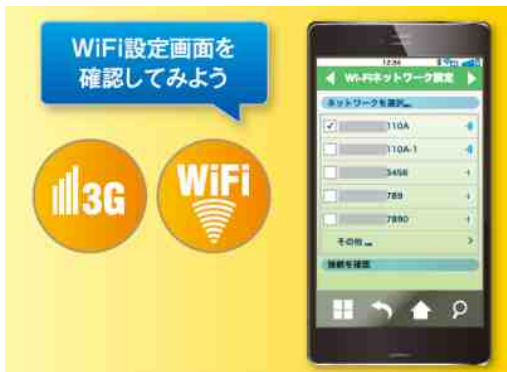 WiFi設定画面を
確認してみよう
3G
WiFi
12:34
Wi-Fiネットワーク設定
ネットワークを選択...
110A
110A-1
3456
789
7890
その他...
接続を確認